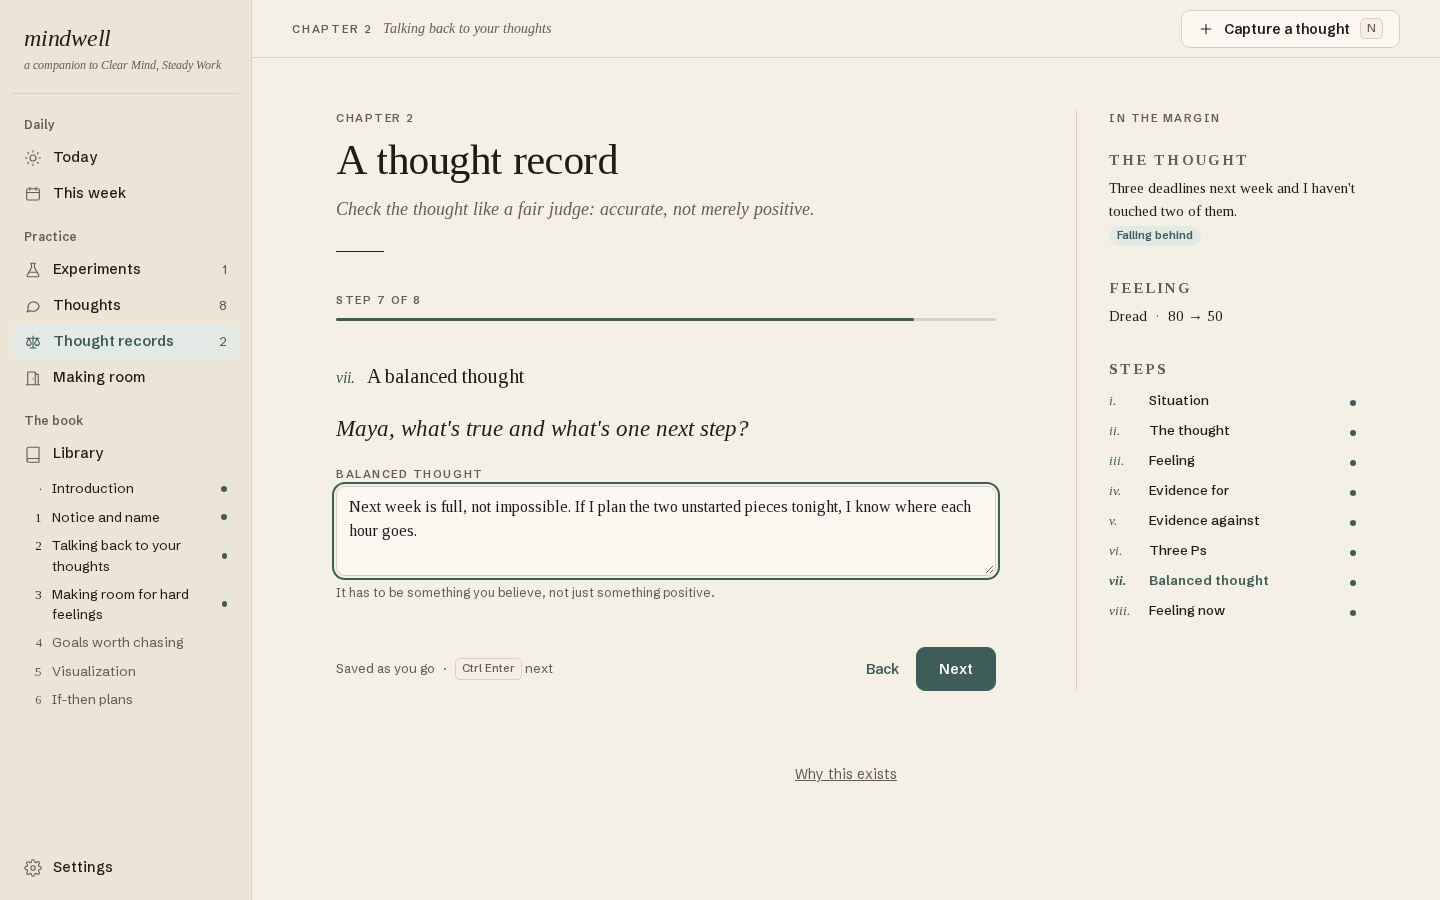 mindwell
a companion to Clear Mind, Steady Work
Daily
Today
This week
Practice
Experiments 1
Thoughts 8
Thought records 2
Making room
The book
Library
· Introduction
1 Notice and name
2 Talking back to your
thoughts
3 Making room for hard
feelings
4 Goals worth chasing
5 Visualization
6 If-then plans
Settings
CHAPTER 2 Talking back to your thoughts
Capture a thought N
CHAPTER 2
A thought record
Check the thought like a fair judge: accurate, not merely positive.
STEP 7 OF 8
vii. A balanced thought
Maya, what's true and what's one next step?
BALANCED THOUGHT
Next week is full, not impossible. If I plan the two unstarted pieces tonight, I know where each
hour goes.
It has to be something you believe, not just something positive.
Saved as you go · Ctrl Enter next
Back
Next
IN THE MARGIN
THE THOUGHT
Three deadlines next week and I haven't
touched two of them.
Falling behind
FEELING
Dread · 80 → 50
STEPS
i. Situation
ii. The thought
iii. Feeling
iv. Evidence for
v. Evidence against
vi. Three Ps
vii. Balanced thought
viii. Feeling now
Why this exists